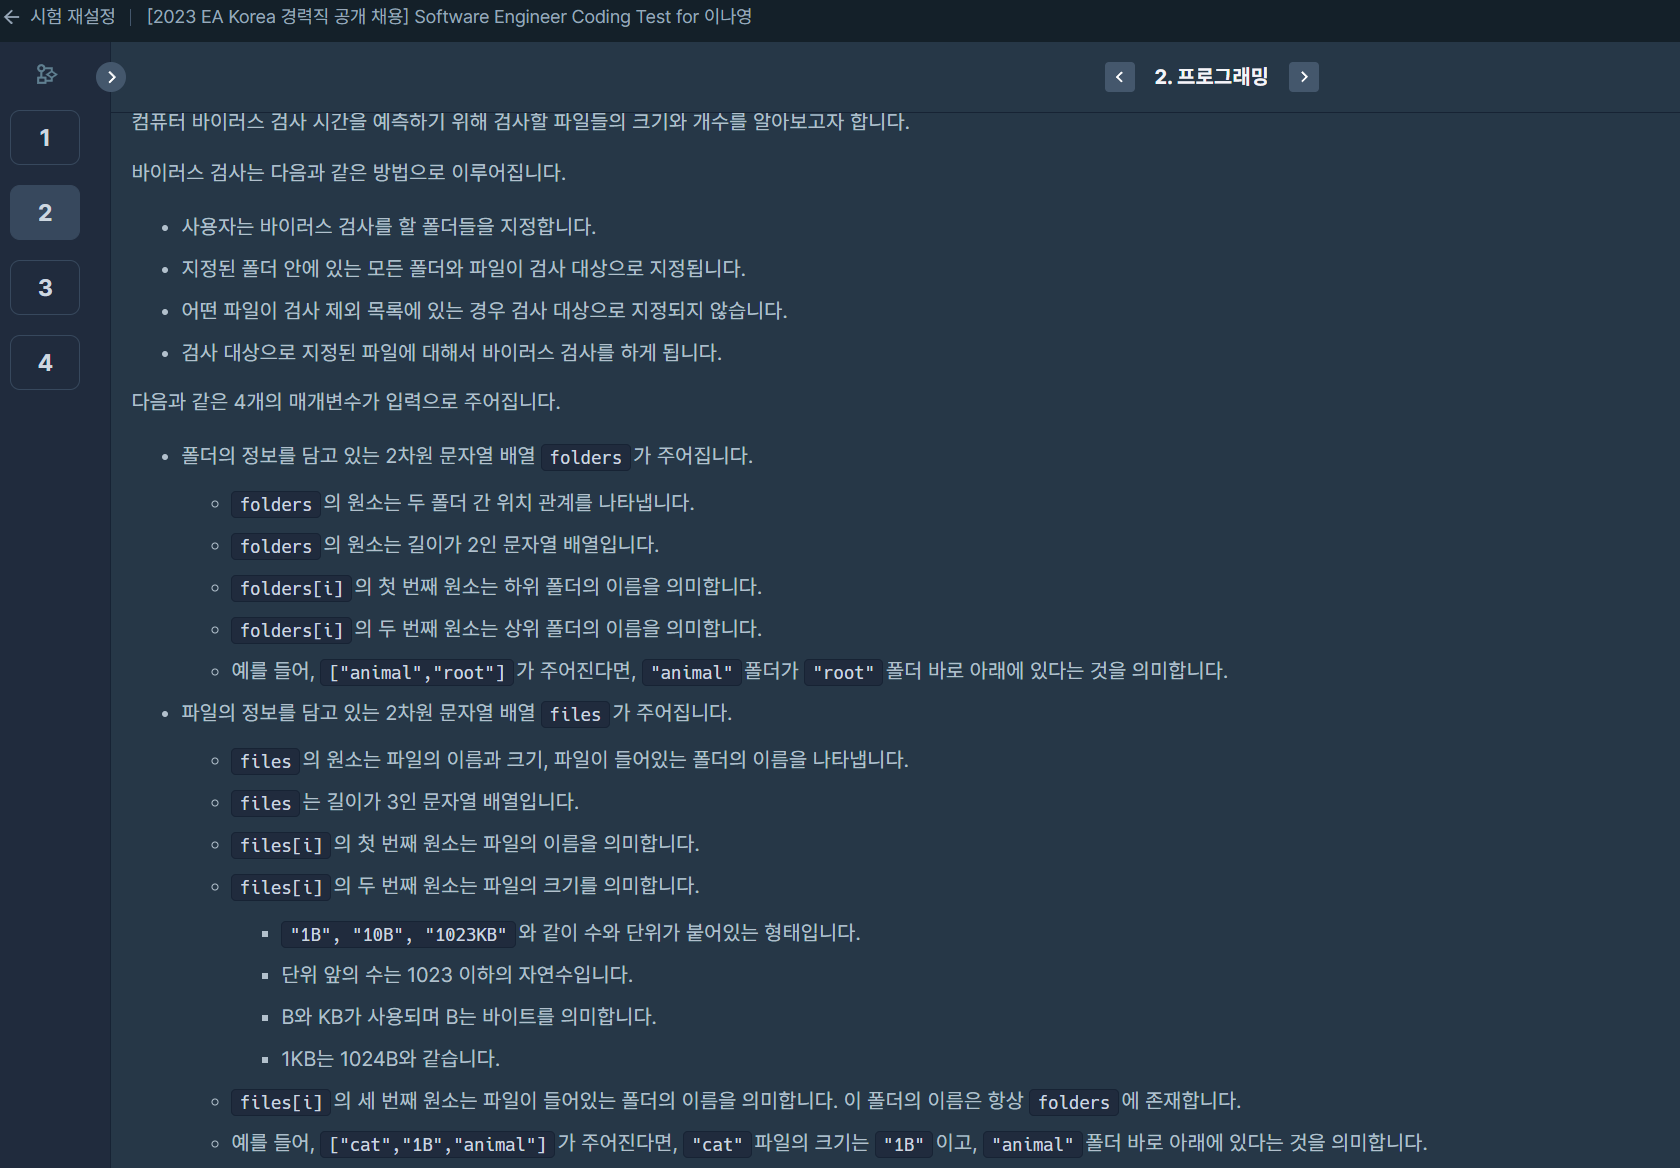 ← 시험 재설정 | [2023 EA Korea 경력직 공개 채용] Software Engineer Coding Test for 이나영
2. 프로그래밍
1
2
3
4
컴퓨터 바이러스 검사 시간을 예측하기 위해 검사할 파일들의 크기와 개수를 알아보고자 합니다.
바이러스 검사는 다음과 같은 방법으로 이루어집니다.
• 사용자는 바이러스 검사를 할 폴더들을 지정합니다.
• 지정된 폴더 안에 있는 모든 폴더와 파일이 검사 대상으로 지정됩니다.
• 어떤 파일이 검사 제외 목록에 있는 경우 검사 대상으로 지정되지 않습니다.
• 검사 대상으로 지정된 파일에 대해서 바이러스 검사를 하게 됩니다.
다음과 같은 4개의 매개변수가 입력으로 주어집니다.
• 폴더의 정보를 담고 있는 2차원 문자열 배열 folders 가 주어집니다.
◦ folders 의 원소는 두 폴더 간 위치 관계를 나타냅니다.
◦ folders 의 원소는 길이가 2인 문자열 배열입니다.
◦ folders[i] 의 첫 번째 원소는 하위 폴더의 이름을 의미합니다.
◦ folders[i] 의 두 번째 원소는 상위 폴더의 이름을 의미합니다.
◦ 예를 들어, ["animal","root"] 가 주어진다면, "animal" 폴더가 "root" 폴더 바로 아래에 있다는 것을 의미합니다.
• 파일의 정보를 담고 있는 2차원 문자열 배열 files 가 주어집니다.
◦ files 의 원소는 파일의 이름과 크기, 파일이 들어있는 폴더의 이름을 나타냅니다.
◦ files 는 길이가 3인 문자열 배열입니다.
◦ files[i] 의 첫 번째 원소는 파일의 이름을 의미합니다.
◦ files[i] 의 두 번째 원소는 파일의 크기를 의미합니다.
▪ "1B", "10B", "1023KB" 와 같이 수와 단위가 붙어있는 형태입니다.
▪ 단위 앞의 수는 1023 이하의 자연수입니다.
▪ B와 KB가 사용되며 B는 바이트를 의미합니다.
▪ 1KB는 1024B와 같습니다.
◦ files[i] 의 세 번째 원소는 파일이 들어있는 폴더의 이름을 의미합니다. 이 폴더의 이름은 항상 folders 에 존재합니다.
◦ 예를 들어, ["cat","1B","animal"] 가 주어진다면, "cat" 파일의 크기는 "1B" 이고, "animal" 폴더 바로 아래에 있다는 것을 의미합니다.